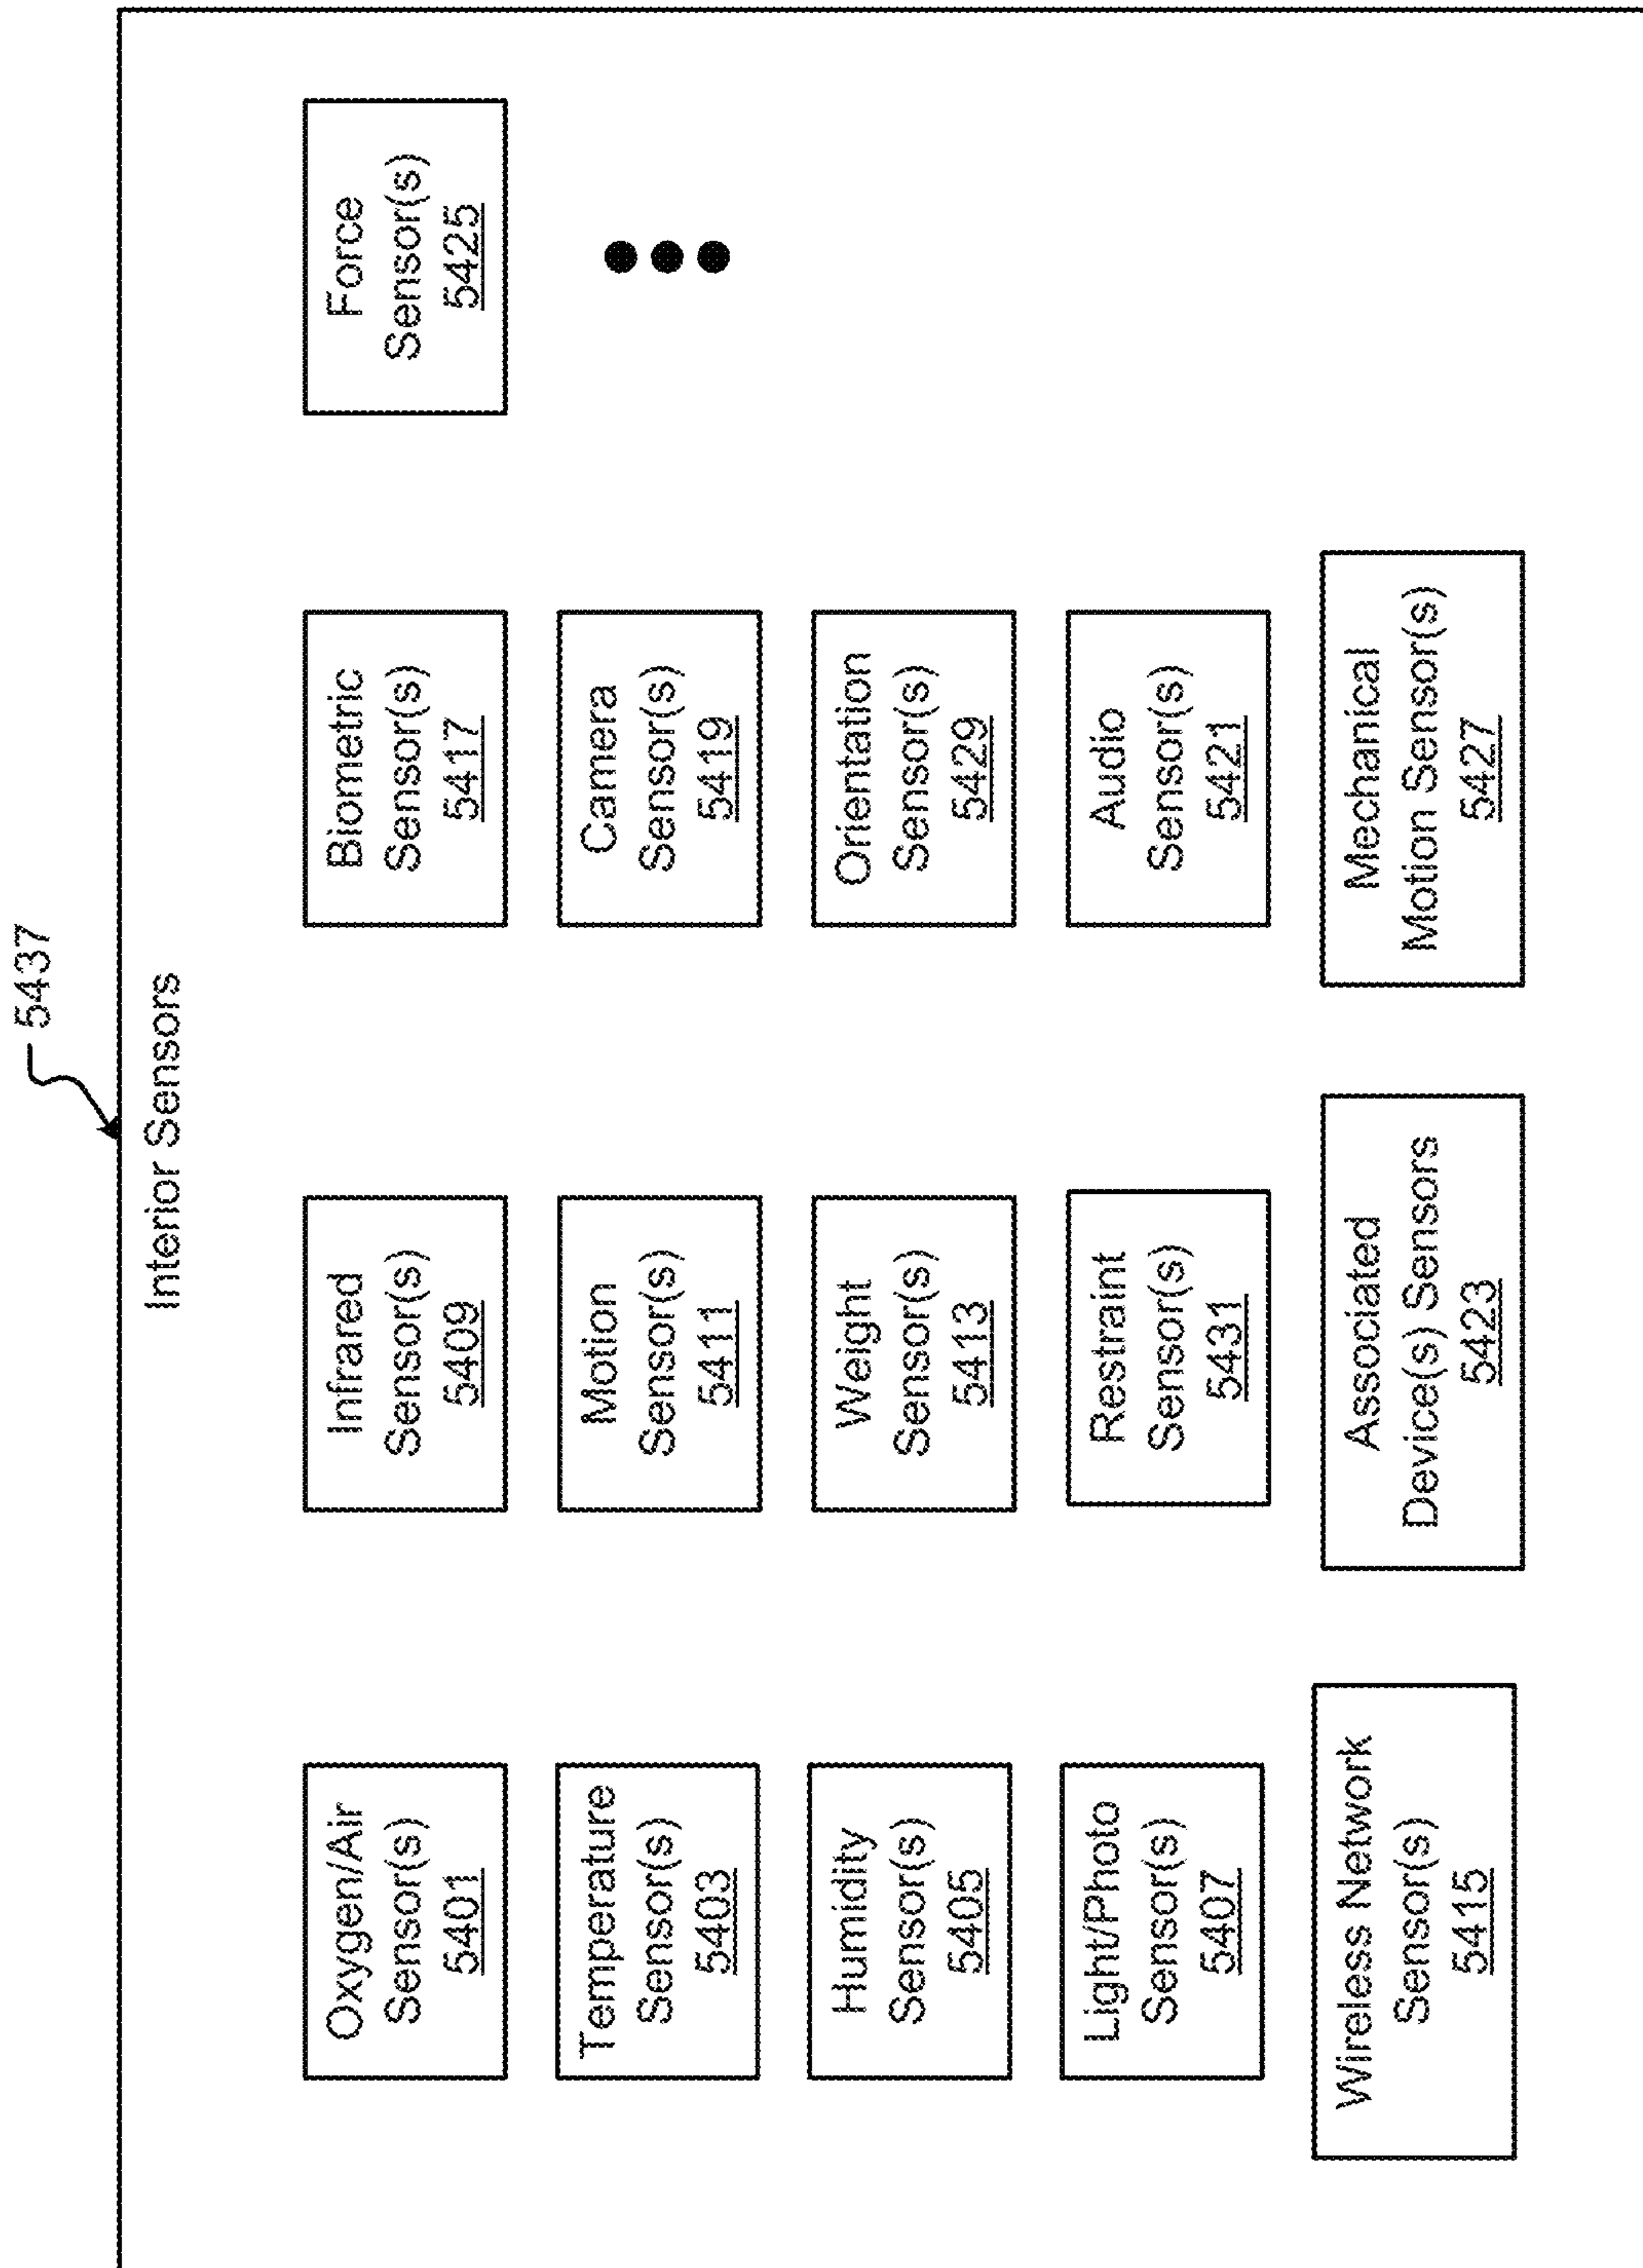 5437
Interior Sensors
Oxygen/Air
Sensor(s)
5401
Temperature
Sensor(s)
5403
Humidity
Sensor(s)
5405
Light/Photo
Sensor(s)
5407
Wireless Network
Sensor(s)
5415
Infrared
Sensor(s)
5409
Motion
Sensor(s)
5411
Weight
Sensor(s)
5413
Restraint
Sensor(s)
5431
Associated
Device(s) Sensors
5423
Biometric
Sensor(s)
5417
Camera
Sensor(s)
5419
Orientation
Sensor(s)
5429
Audio
Sensor(s)
5421
Mechanical
Motion Sensor(s)
5427
Force
Sensor(s)
5425